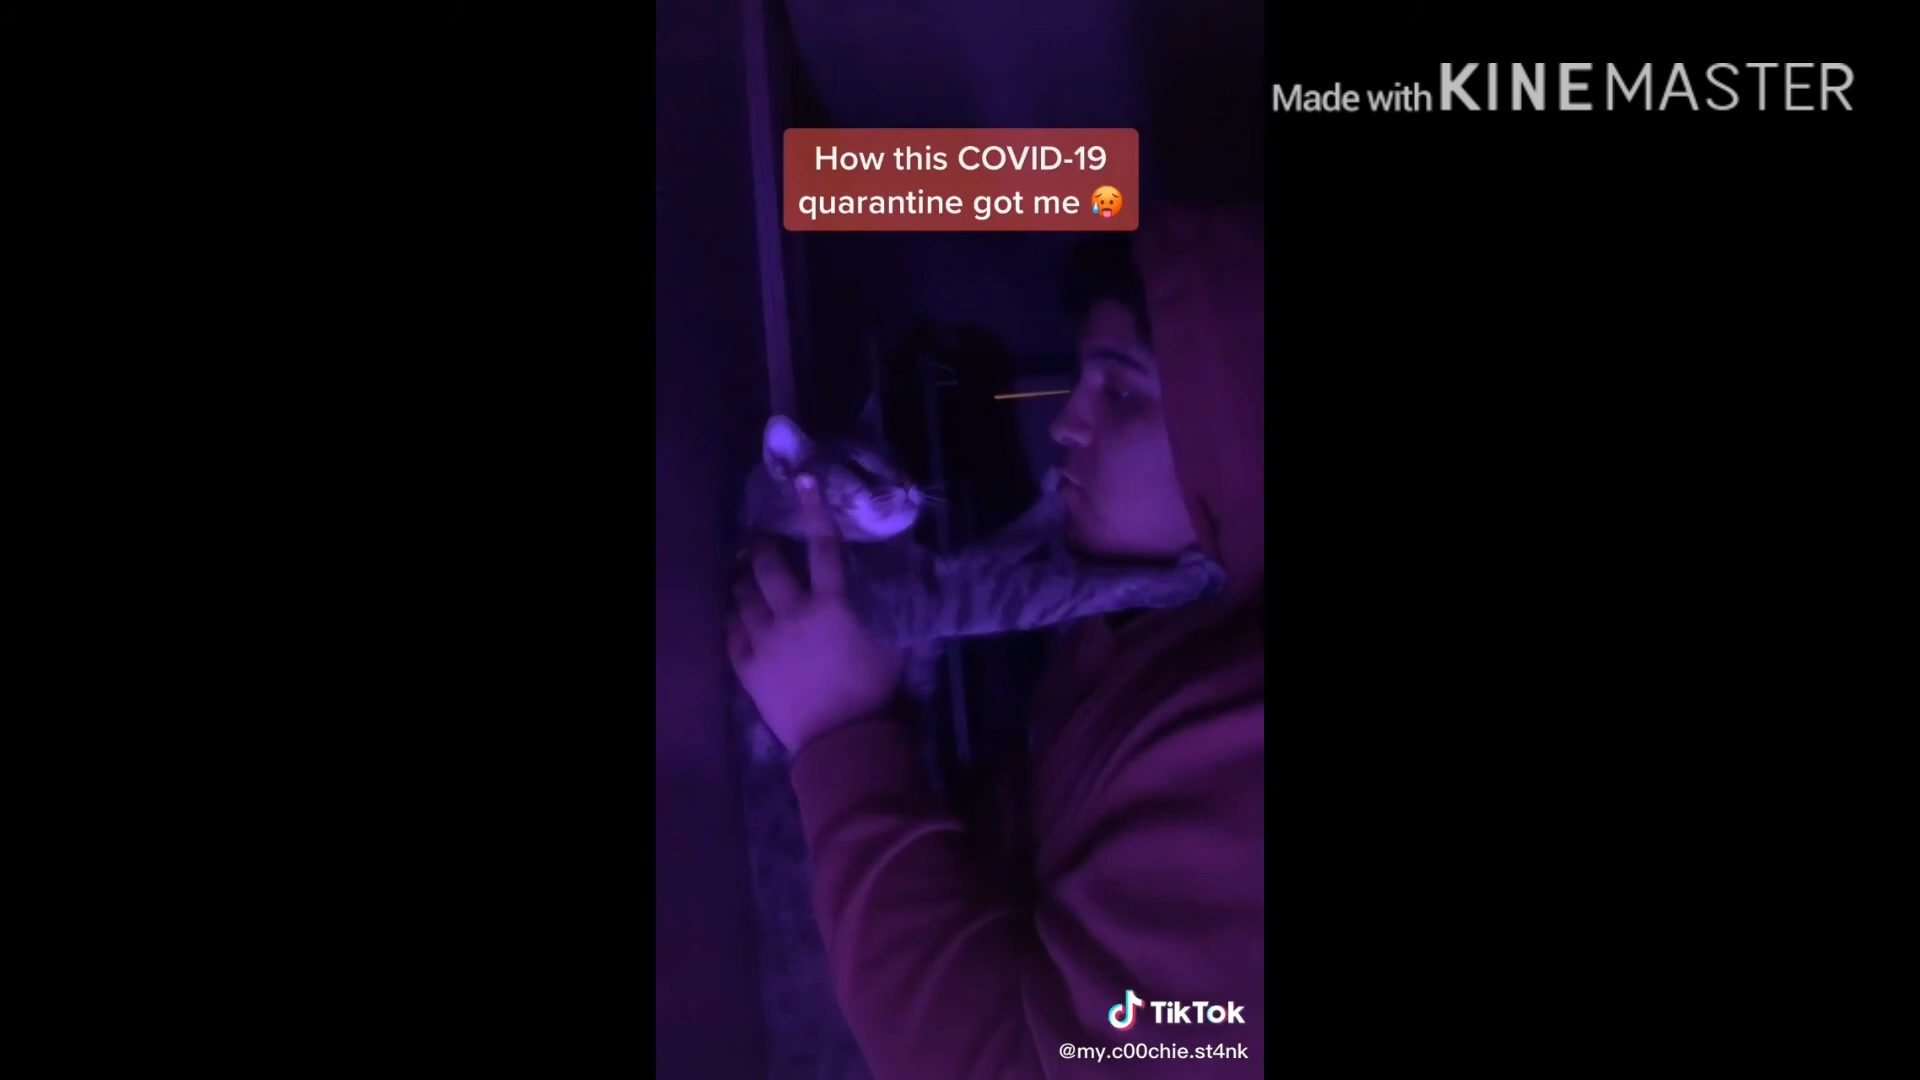 Made with KINEMASTER
How this COVID-19
quarantine got me 🥵
TikTok
@my.c00chie.st4nk